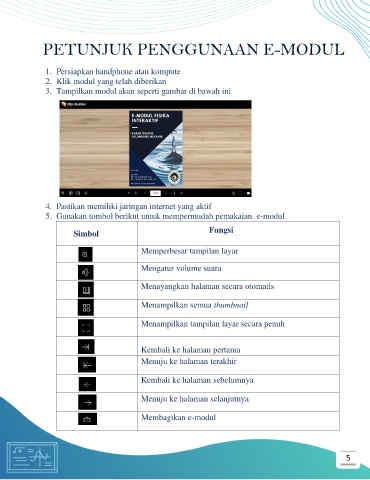 PETUNJUK PENGGUNAAN E-MODUL
1. Persiapkan handphone atau kompute
2. Klik modul yang telah diberikan
3. Tampilkan modul akan seperti gambar di bawah ini
Flip Builder
E-MODUL FISIKA
INTERAKTIF
KARAKTERISTIK
GELOMBANG MEKANIK
4. Pastikan memiliki jaringan internet yang aktif
5. Gunakan tombol berikut untuk mempermudah pemakaian e-modul
Simbol Fungsi
Memperbesar tampilan layar
Mengatur volume suara
Menayangkan halaman secara otomatis
Menampilkan semua thumbnail
Menampilkan tampilan layar secara penuh
Kembali ke halaman pertama
Menuju ke halaman terakhir
Kembali ke halaman sebelumnya
Menuju ke halaman selanjutnya
Membagikan e-modul
5